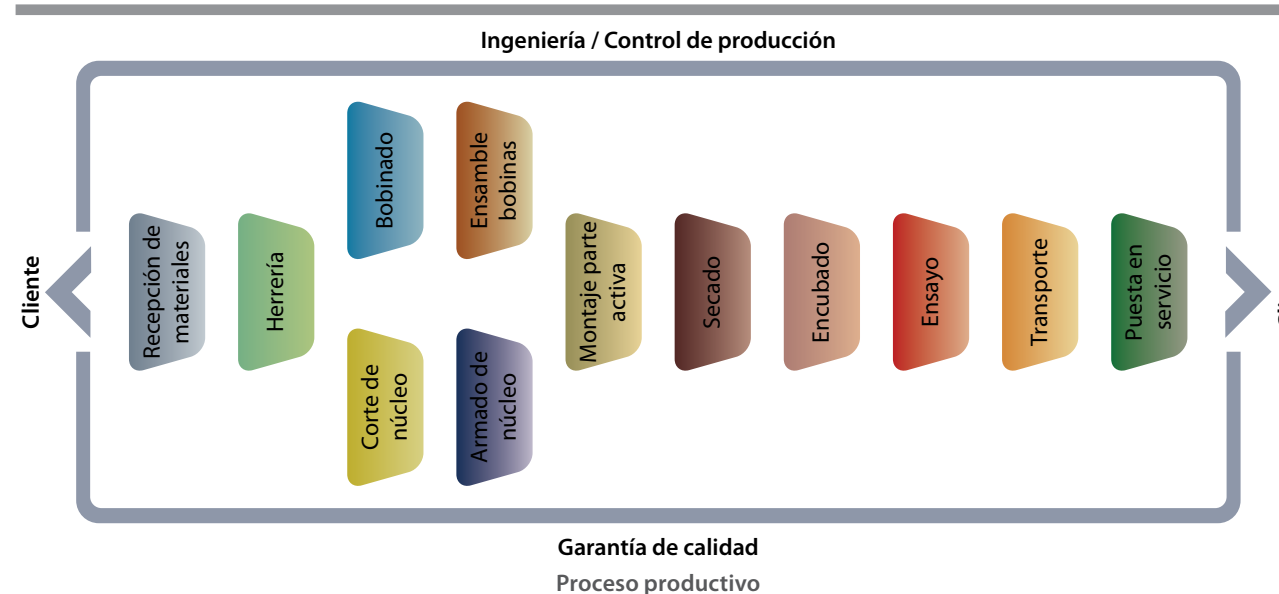 Ingeniería / Control de producción
Cliente
Recepción de
materiales
Herrería
Bobinado
Ensamble
bobinas
Corte de
núcleo
Armado de
núcleo
Montaje parte
activa
Secado
Encubado
Ensayo
Transporte
Puesta en
servicio
Garantía de calidad
Proceso productivo